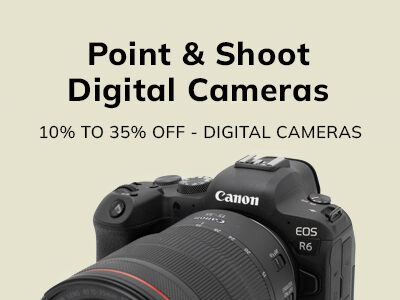 Point & Shoot
Digital Cameras
10% TO 35% OFF - DIGITAL CAMERAS
Canon
EOS
R6